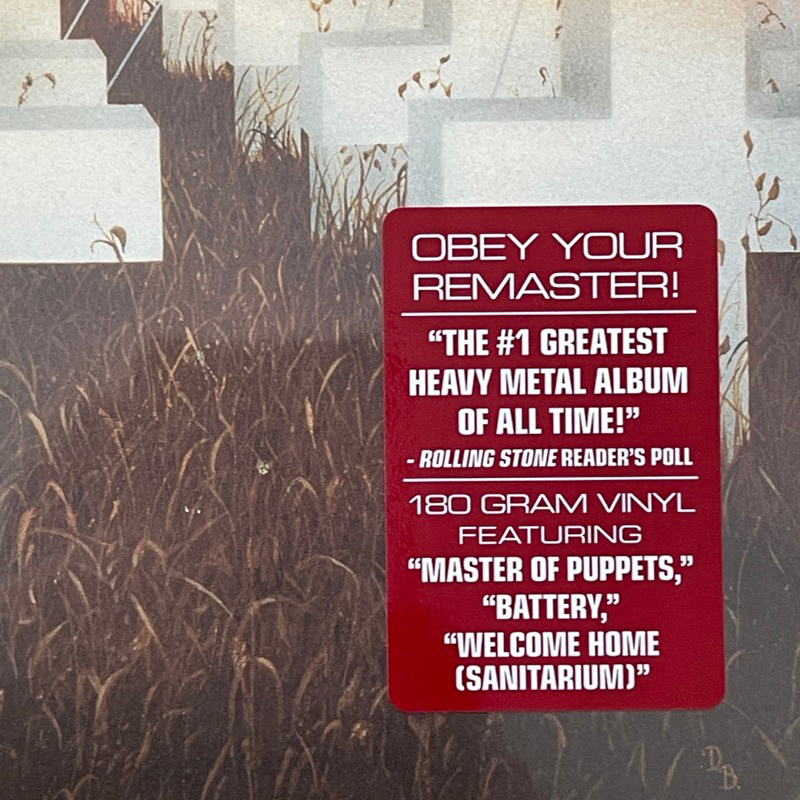 OBEY YOUR
REMASTER!
“THE #1 GREATEST
HEAVY METAL ALBUM
OF ALL TIME!”
- ROLLING STONE READER’S POLL
180 GRAM VINYL
FEATURING
“MASTER OF PUPPETS,”
“BATTERY,”
“WELCOME HOME
(SANITARIUM)”
D.B.